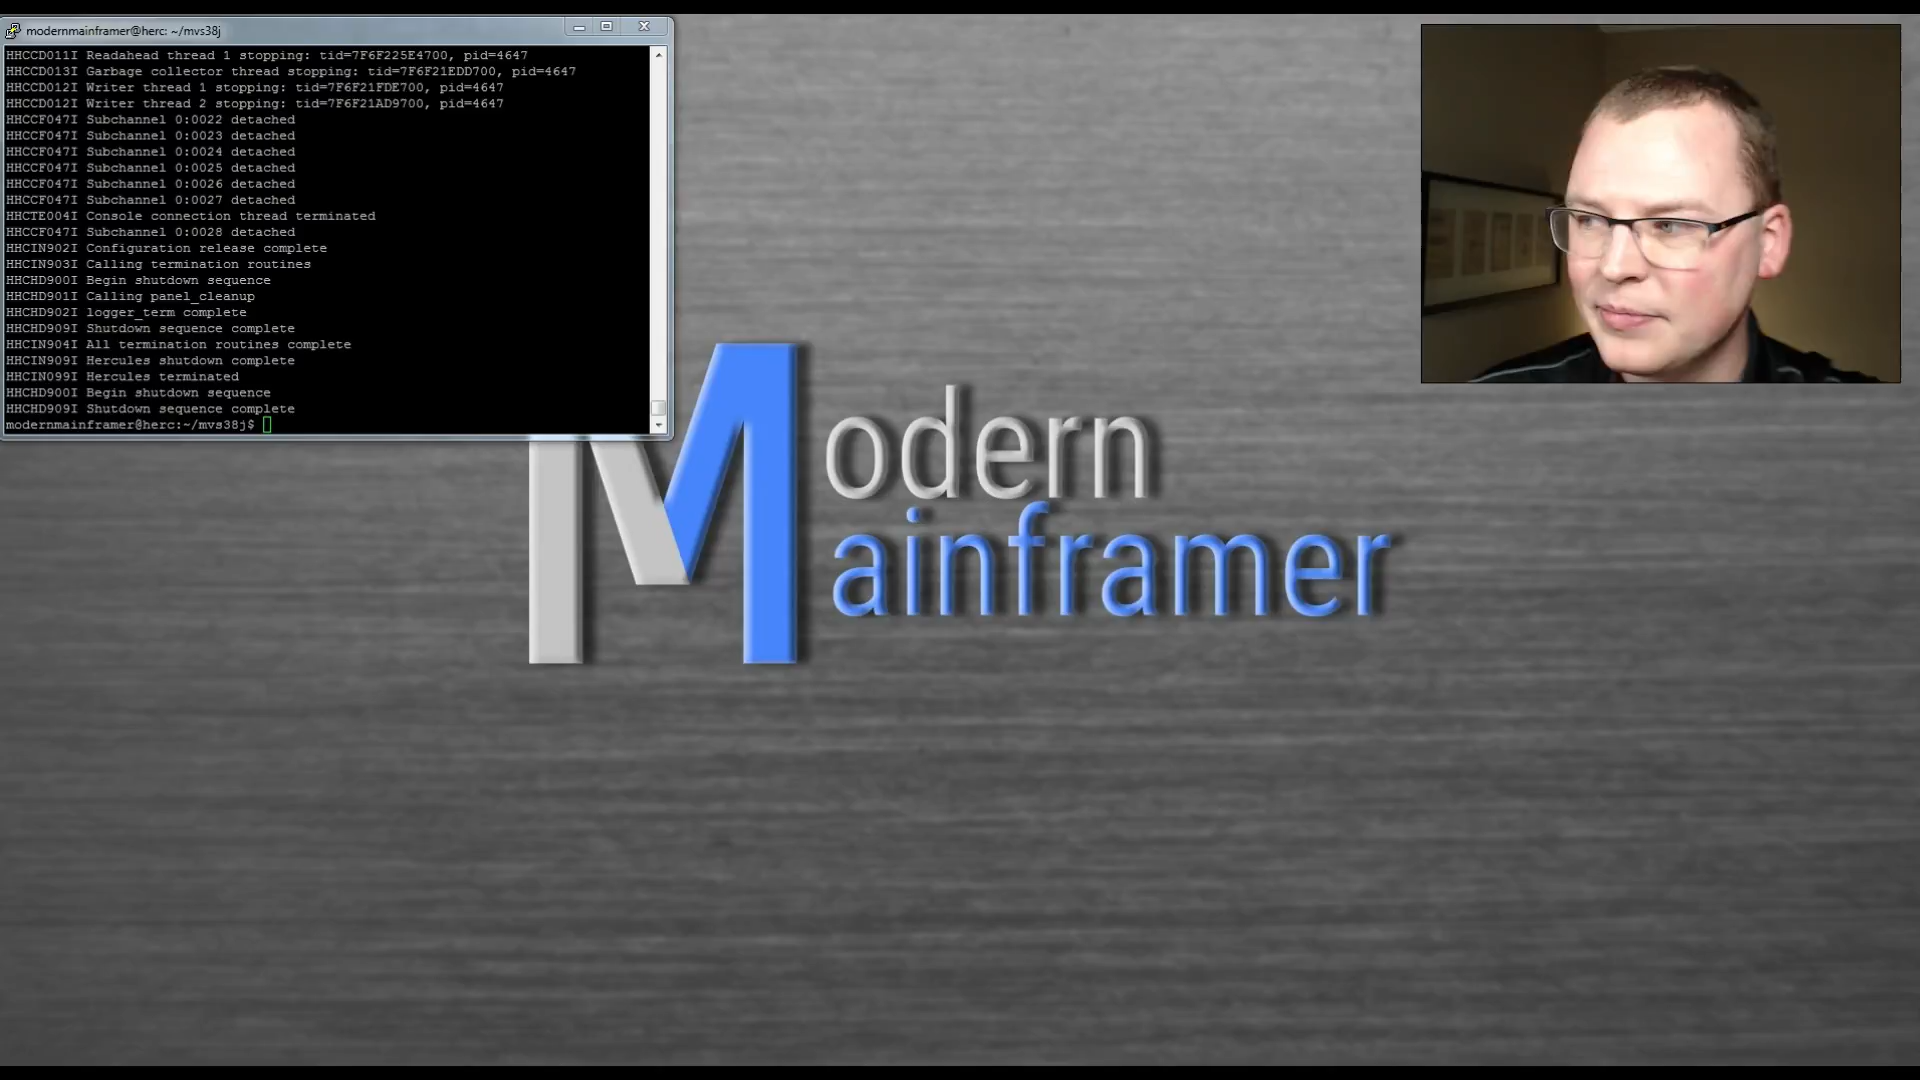 modernmainframer@herc: ~/mvs38j
HHCCD011I Readahead thread 1 stopping: tid=7F6F225E4700, pid=4647
HHCCD013I Garbage collector thread stopping: tid=7F6F21EDD700, pid=4647
HHCCD012I Writer thread 1 stopping: tid=7F6F21FDE700, pid=4647
HHCCD012I Writer thread 2 stopping: tid=7F6F21AD9700, pid=4647
HHCCF047I Subchannel 0:0022 detached
HHCCF047I Subchannel 0:0023 detached
HHCCF047I Subchannel 0:0024 detached
HHCCF047I Subchannel 0:0025 detached
HHCCF047I Subchannel 0:0026 detached
HHCCF047I Subchannel 0:0027 detached
HHCTE004I Console connection thread terminated
HHCCF047I Subchannel 0:0028 detached
HHCIN902I Configuration release complete
HHCIN903I Calling termination routines
HHCHD900I Begin shutdown sequence
HHCHD901I Calling panel_cleanup
HHCHD902I logger_term complete
HHCHD909I Shutdown sequence complete
HHCIN904I All termination routines complete
HHCIN909I Hercules shutdown complete
HHCIN099I Hercules terminated
HHCHD900I Begin shutdown sequence
HHCHD909I Shutdown sequence complete
modernmainframer@herc:~/mvs38j$
Modern
Mainframer